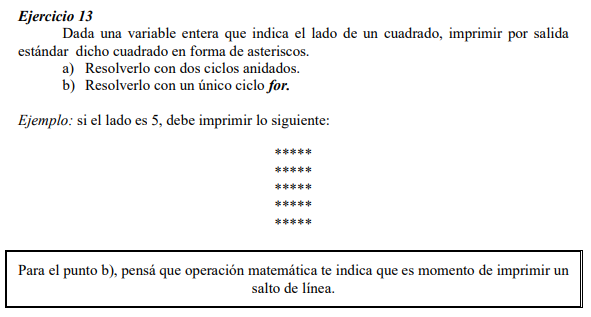 Ejercicio 13
Dada una variable entera que indica el lado de un cuadrado, imprimir por salida
estándar dicho cuadrado en forma de asteriscos.
a) Resolverlo con dos ciclos anidados.
b) Resolverlo con un único ciclo for.
Ejemplo: si el lado es 5, debe imprimir lo siguiente:
*****
*****
*****
*****
*****
Para el punto b), pensá que operación matemática te indica que es momento de imprimir un
salto de línea.